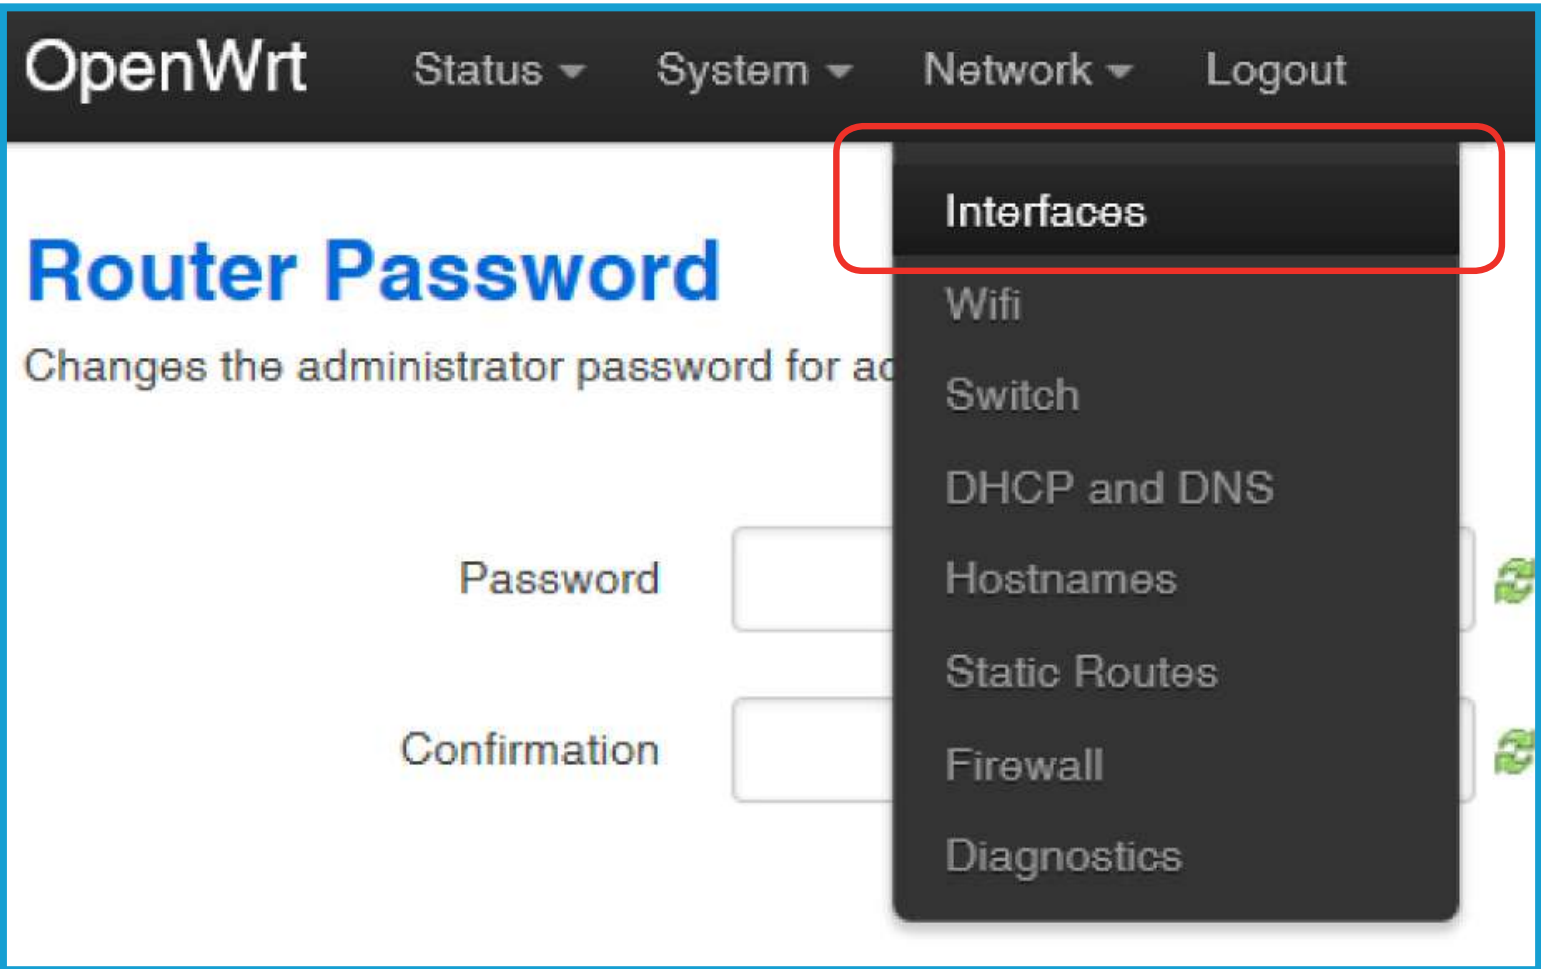 OpenWrt Status System Network Logout
Interfaces
Wifi
Switch
DHCP and DNS
Hostnames
Static Routes
Firewall
Diagnostics
Router Password
Changes the administrator password for ac
Password
Confirmation